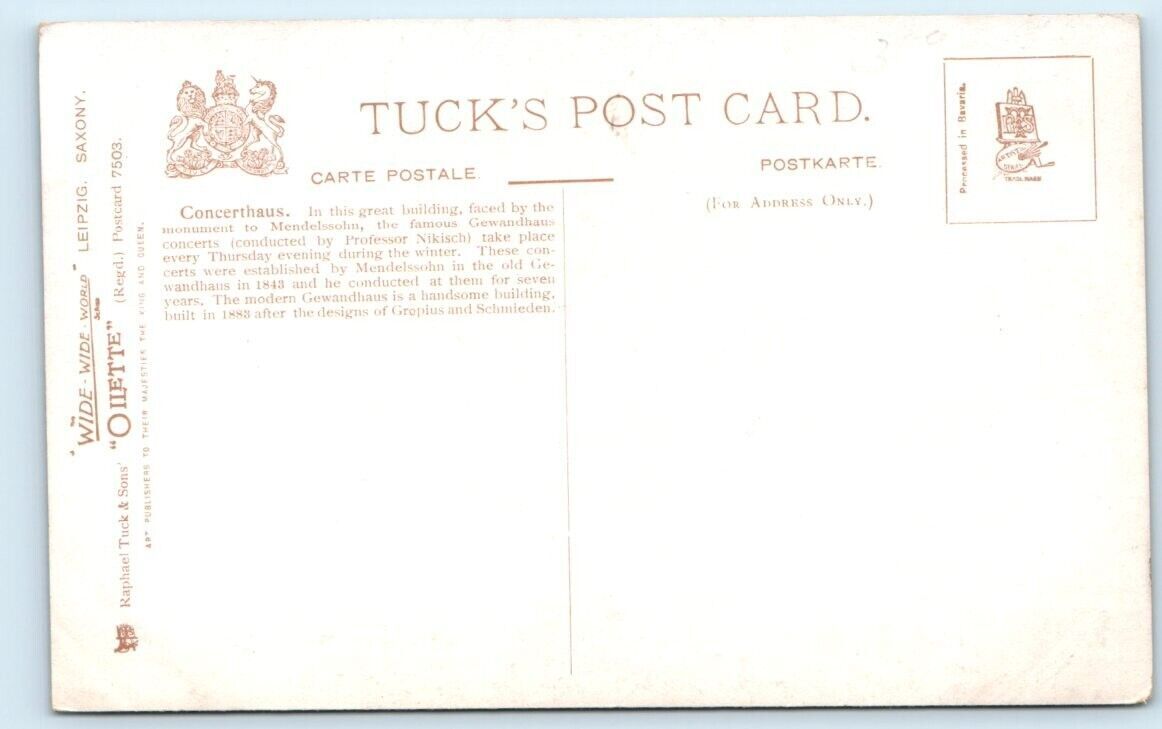 TUCK'S POST CARD.
CARTE POSTALE.
POSTKARTE.
(FOR ADDRESS ONLY.)
Processed in Bavaria.
Concerthaus. In this great building, faced by the
monument to Mendelssohn, the famous Gewandhaus
concerts (conducted by Professor Nikisch) take place
every Thursday evening during the winter. These con-
certs were established by Mendelssohn in the old Ge-
wandhaus in 1843 and he conducted at them for seven
years. The modern Gewandhaus is a handsome building,
built in 1883 after the designs of Gropius and Schmieden.
"THE WIDE-WIDE-WORLD" Series LEIPZIG, SAXONY.
Raphael Tuck & Sons' "OILETTE" (Regd.) Postcard 7503.
ART PUBLISHERS TO THEIR MAJESTIES THE KING AND QUEEN.
TRADE MARK